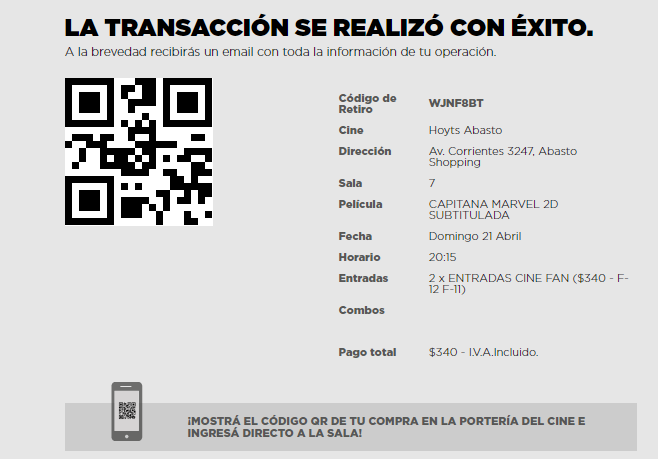 LA TRANSACCIÓN SE REALIZÓ CON ÉXITO.
A la brevedad recibirás un email con toda la información de tu operación.
Código de
Retiro
WJNF8BT
Cine
Hoyts Abasto
Dirección
Av. Corrientes 3247, Abasto
Shopping
Sala
7
Película
CAPITANA MARVEL 2D
SUBTITULADA
Fecha
Domingo 21 Abril
Horario
20:15
Entradas
2 x ENTRADAS CINE FAN ($340 - F-
12 F-11)
Combos
Pago total
$340 - I.V.A.Incluido.
¡MOSTRÁ EL CÓDIGO QR DE TU COMPRA EN LA PORTERÍA DEL CINE E
INGRESÁ DIRECTO A LA SALA!